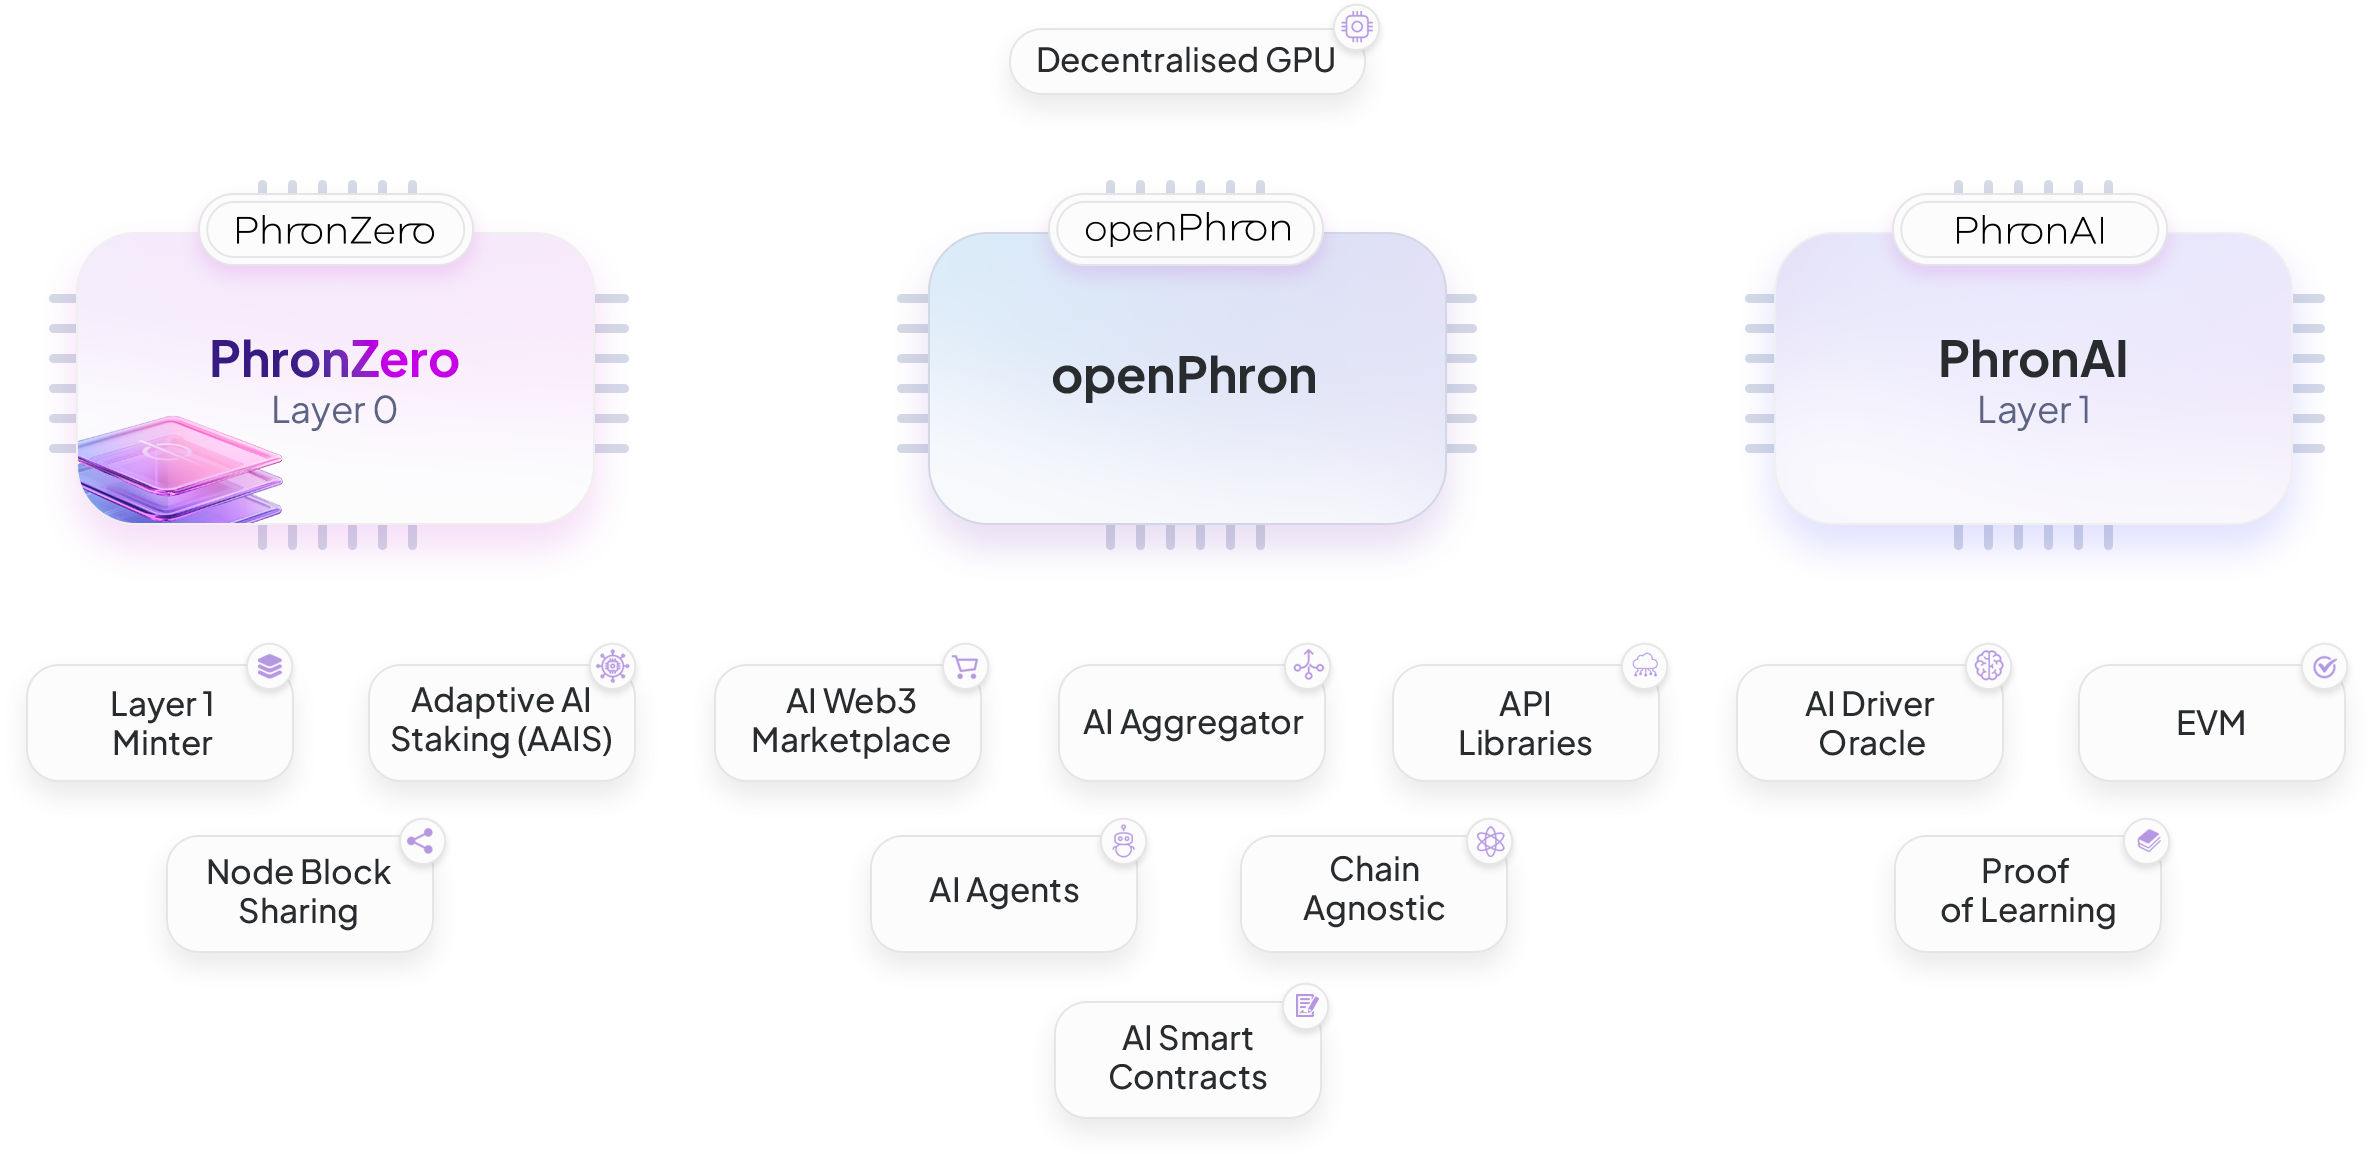 Decentralised GPU
PhronZero
openPhron
PhronAI
PhronZero
Layer 0
openPhron
PhronAI
Layer 1
Layer 1
Minter
Adaptive AI
Staking (AAIS)
AI Web3
Marketplace
AI Aggregator
API
Libraries
AI Driver
Oracle
EVM
Node Block
Sharing
AI Agents
Chain
Agnostic
Proof
of Learning
AI Smart
Contracts